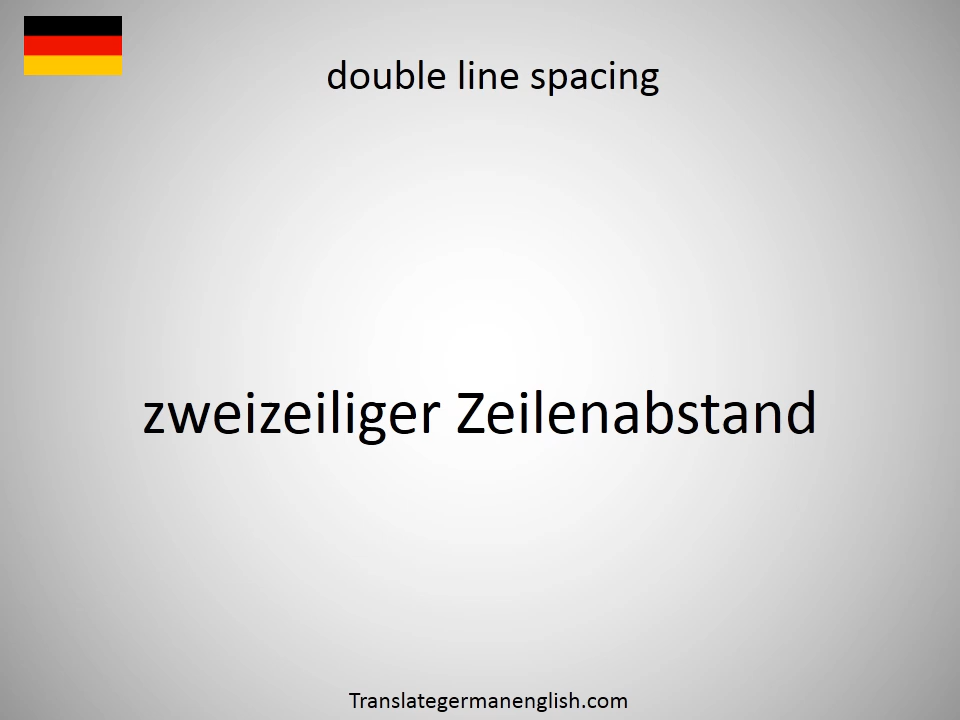 double line spacing
zweizeiliger Zeilenabstand
Translategermanenglish.com